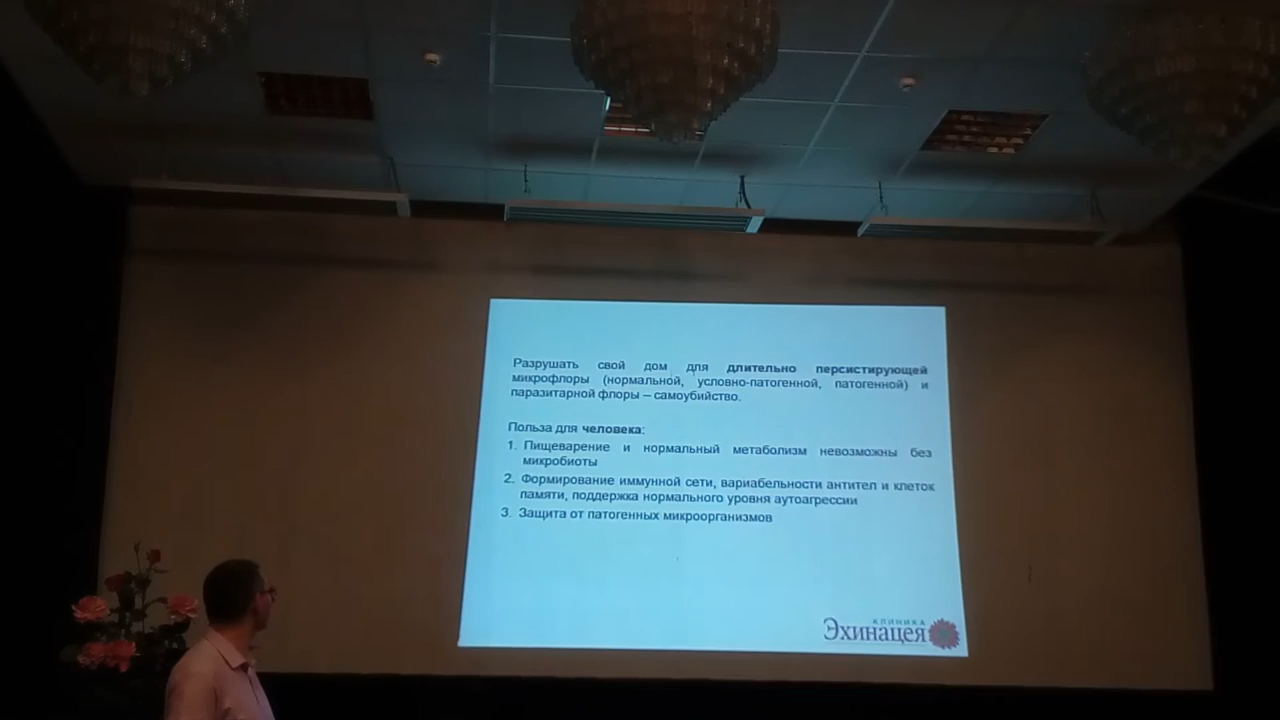 Разрушать свой дом для длительно персистирующей
микрофлоры (нормальной, условно-патогенной, патогенной) и
паразитарной флоры – самоубийство.
Польза для человека:
1. Пищеварение и нормальный метаболизм невозможны без
микробиоты
2. Формирование иммунной сети, вариабельности антител и клеток
памяти, поддержка нормального уровня аутоагрессии
3. Защита от патогенных микроорганизмов
КЛИНИКА
Эхинацея